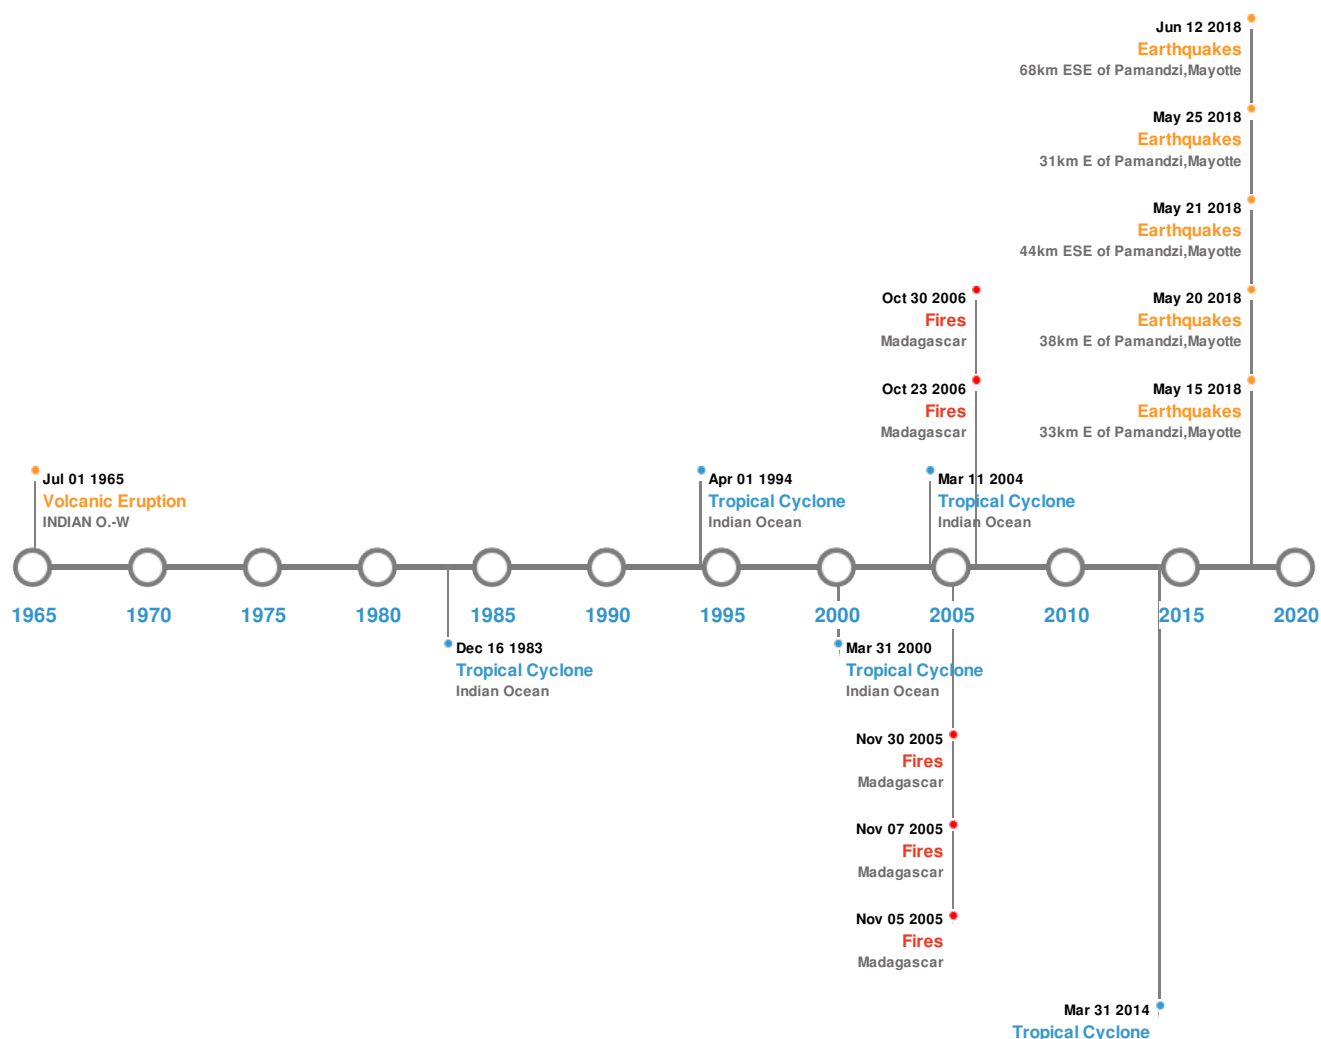 Jun 12 2018
Earthquakes
68km ESE of Pamandzi,Mayotte
May 25 2018
Earthquakes
31km E of Pamandzi,Mayotte
May 21 2018
Earthquakes
44km ESE of Pamandzi,Mayotte
May 20 2018
Earthquakes
38km E of Pamandzi,Mayotte
May 15 2018
Earthquakes
33km E of Pamandzi,Mayotte
Oct 30 2006
Fires
Madagascar
Oct 23 2006
Fires
Madagascar
Jul 01 1965
Volcanic Eruption
INDIAN O.-W
Apr 01 1994
Tropical Cyclone
Indian Ocean
Mar 11 2004
Tropical Cyclone
Indian Ocean
1965 1970 1975 1980 1985 1990 1995 2000 2005 2010 2015 2020
Dec 16 1983
Tropical Cyclone
Indian Ocean
Mar 31 2000
Tropical Cyclone
Indian Ocean
Nov 30 2005
Fires
Madagascar
Nov 07 2005
Fires
Madagascar
Nov 05 2005
Fires
Madagascar
Mar 31 2014
Tropical Cyclone